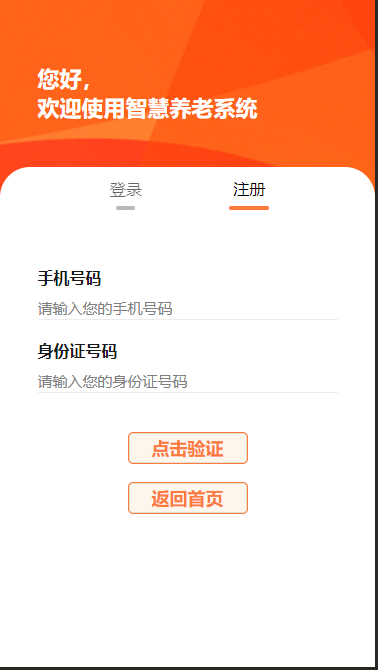 您好，
欢迎使用智慧养老系统
登录 注册
手机号码
请输入您的手机号码
身份证号码
请输入您的身份证号码
点击验证
返回首页